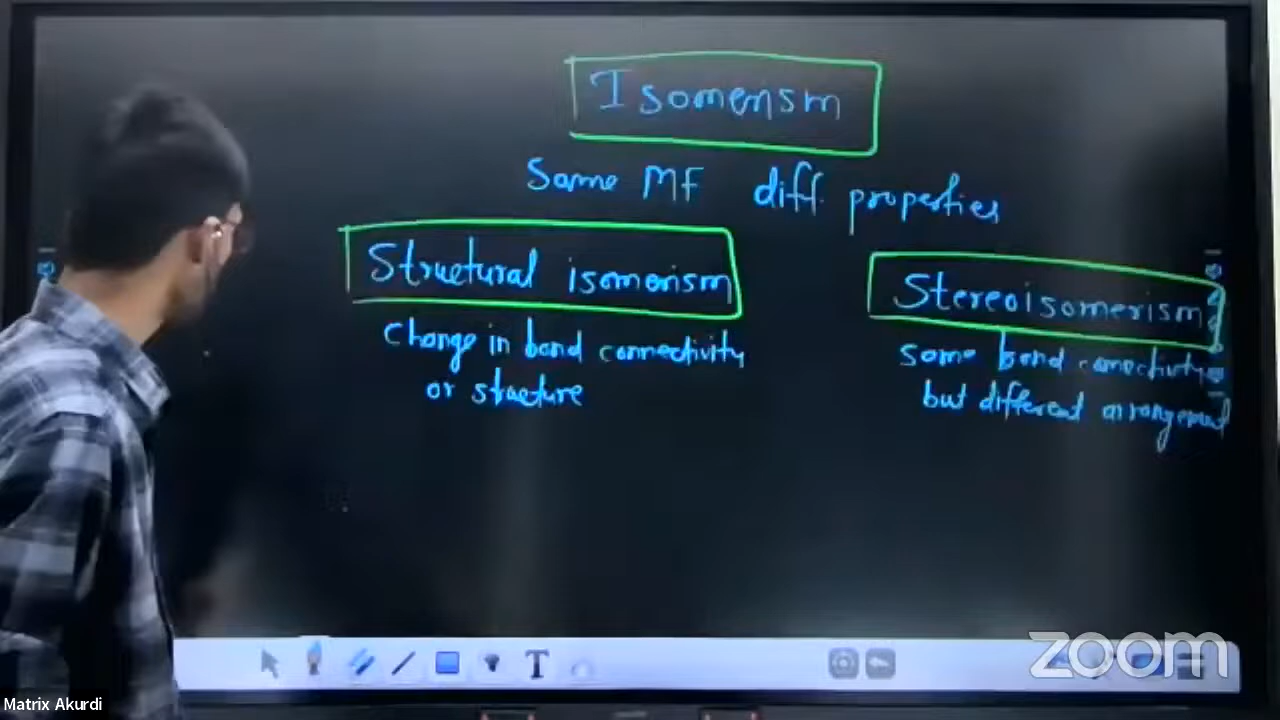 Isomerism
Same MF diff. properties
Structural isomerism
Change in bond connectivity
or structure
Stereoisomerism
Same bond connectivity
but different arrangement
T
zoom
Matrix Akurdi